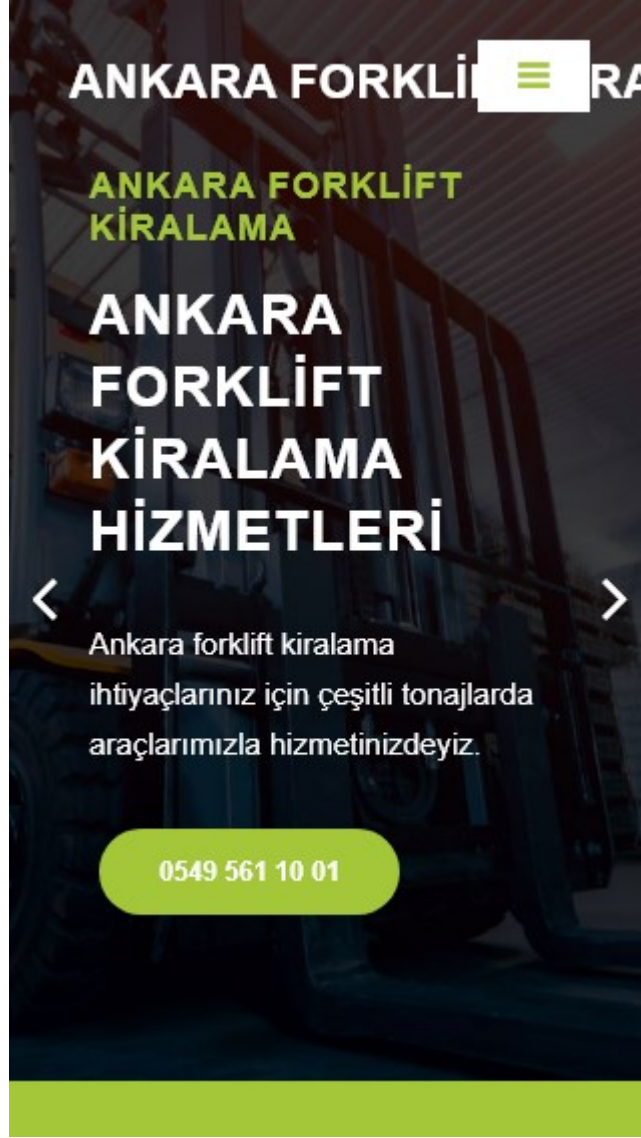 ANKARA FORKLİ RA
ANKARA FORKLİFT
KİRALAMA
ANKARA
FORKLİFT
KİRALAMA
HİZMETLERİ
Ankara forklift kiralama
ihtiyaçlarınız için çeşitli tonajlarda
araçlarımızla hizmetinizdeyiz.
0549 561 10 01